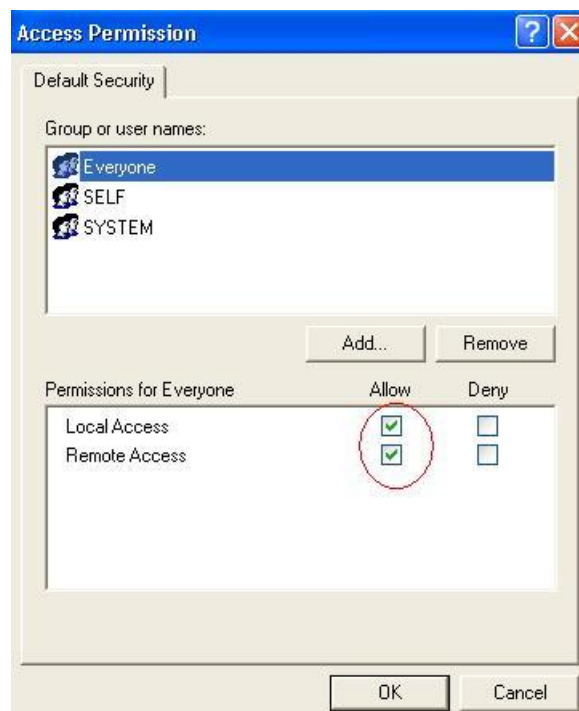 Access Permission
Default Security
Group or user names:
Everyone
SELF
SYSTEM
Add... Remove
Permissions for Everyone Allow Deny
Local Access
Remote Access
OK Cancel